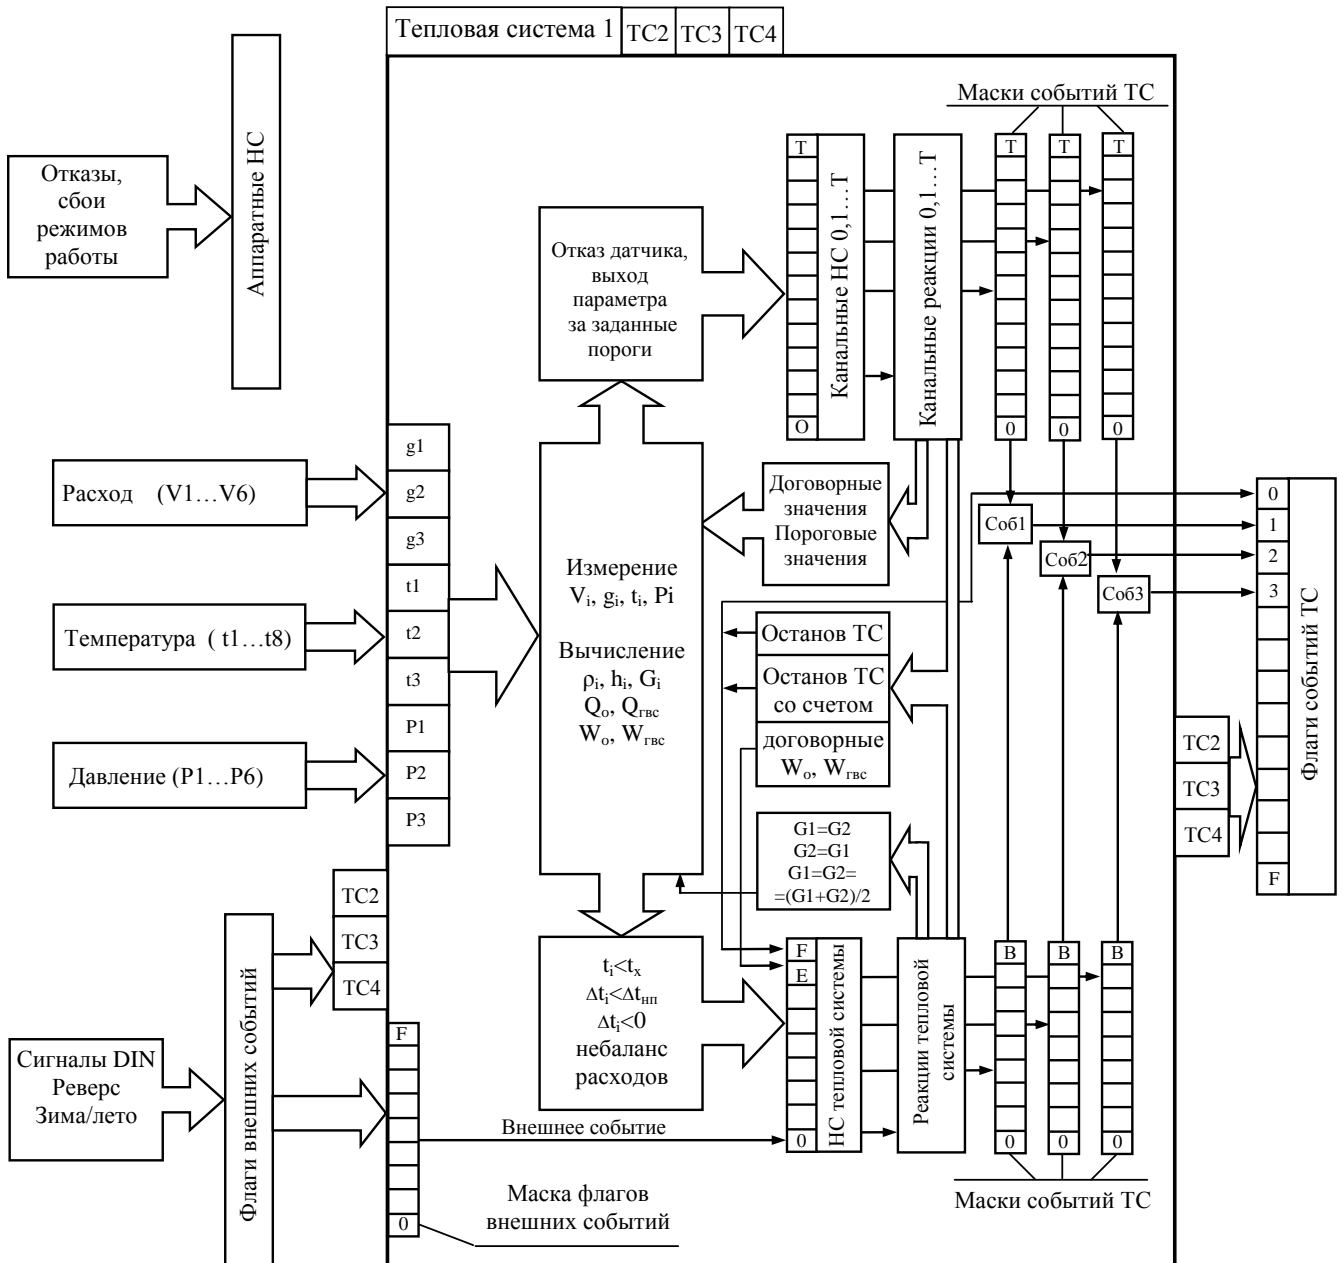 Тепловая система 1
ТС2
ТС3
ТС4
Маски событий ТС
Отказы,
сбои
режимов
работы
Аппаратные НС
Отказ датчика,
выход
параметра
за заданные
пороги
T
O
Канальные НС 0,1…Т
Канальные реакции 0,1…Т
T
T
T
0
0
0
g1
g2
g3
t1
t2
t3
P1
P2
P3
Расход (V1…V6)
Температура ( t1…t8)
Давление (P1…P6)
Измерение
Vi, gi, ti, Pi
Вычисление
ρi, hi, Gi
Qо, Qгвс
Wо, Wгвс
Договорные
значения
Пороговые
значения
Соб1
Соб2
Соб3
Останов ТС
Останов ТС
со счетом
договорные
Wо, Wгвс
G1=G2
G2=G1
G1=G2=
=(G1+G2)/2
0
1
2
3
F
Флаги событий ТС
ТС2
ТС3
ТС4
ТС2
ТС3
ТС4
Сигналы DIN
Реверс
Зима/лето
Флаги внешних событий
F
0
ti<tх
Δti<Δtнп
Δti<0
небаланс
расходов
F
E
0
НС тепловой системы
Реакции тепловой
системы
B
B
B
0
0
0
Внешнее событие
Маска флагов
внешних событий
Маски событий ТС